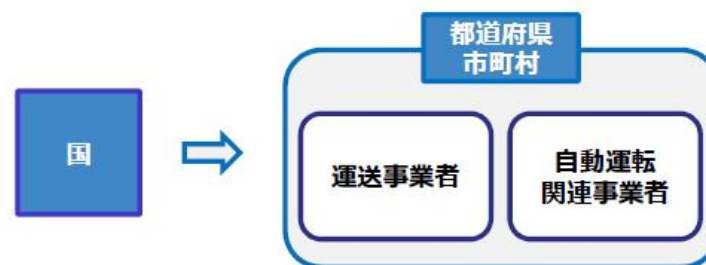 都道府県
市町村
国
運送事業者
自動運転
関連事業者